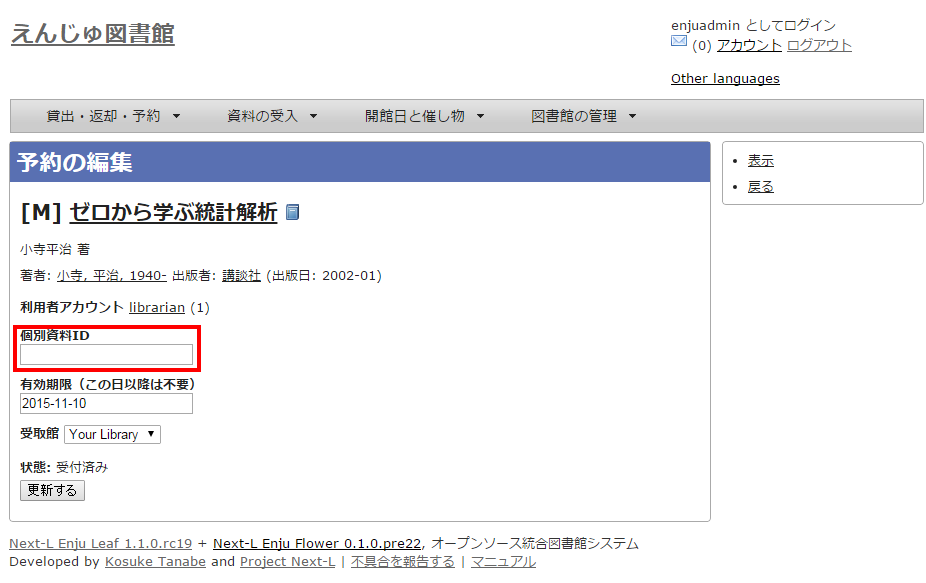 えんじゅ図書館
enjuadmin としてログイン
(0) アカウント ログアウト
Other languages
貸出・返却・予約 ▼ 資料の受入 ▼ 開館日と催し物 ▼ 図書館の管理 ▼
予約の編集
[M] ゼロから学ぶ統計解析
小寺平治 著
著者: 小寺, 平治, 1940- 出版者: 講談社 (出版日: 2002-01)
利用者アカウント librarian (1)
個別資料ID
有効期限（この日以降は不要）
2015-11-10
受取館 Your Library ▼
状態: 受付済み
更新する
• 表示
• 戻る
Next-L Enju Leaf 1.1.0.rc19 + Next-L Enju Flower 0.1.0.pre22, オープンソース統合図書館システム
Developed by Kosuke Tanabe and Project Next-L | 不具合を報告する | マニュアル